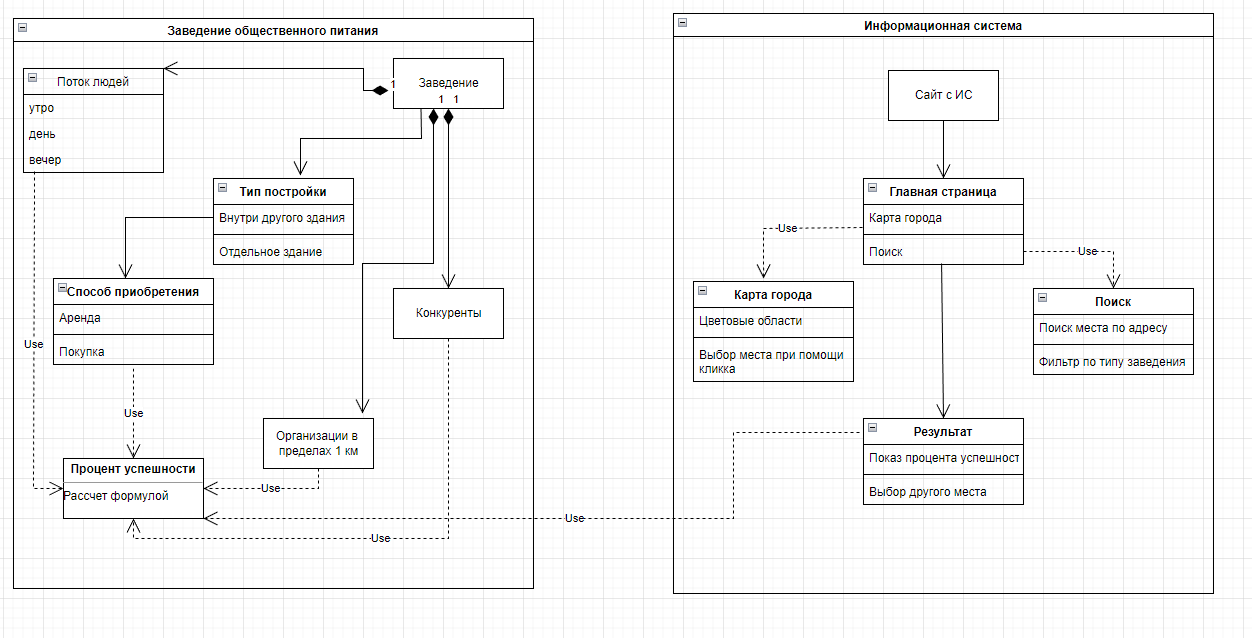 Заведение общественного питания
Поток людей
утро
день
вечер
Заведение
1
1 1
Тип постройки
Внутри другого здания
Отдельное здание
Способ приобретения
Аренда
Покупка
Конкуренты
Use
Use
Организации в
пределах 1 км
Процент успешности
Рассчет формулой
Use
Use
Use
Информационная система
Сайт с ИС
Главная страница
Карта города
Поиск
Use
Use
Карта города
Цветовые области
Выбор места при помощи
кликка
Поиск
Поиск места по адресу
Фильтр по типу заведения
Результат
Показ процента успешност
Выбор другого места